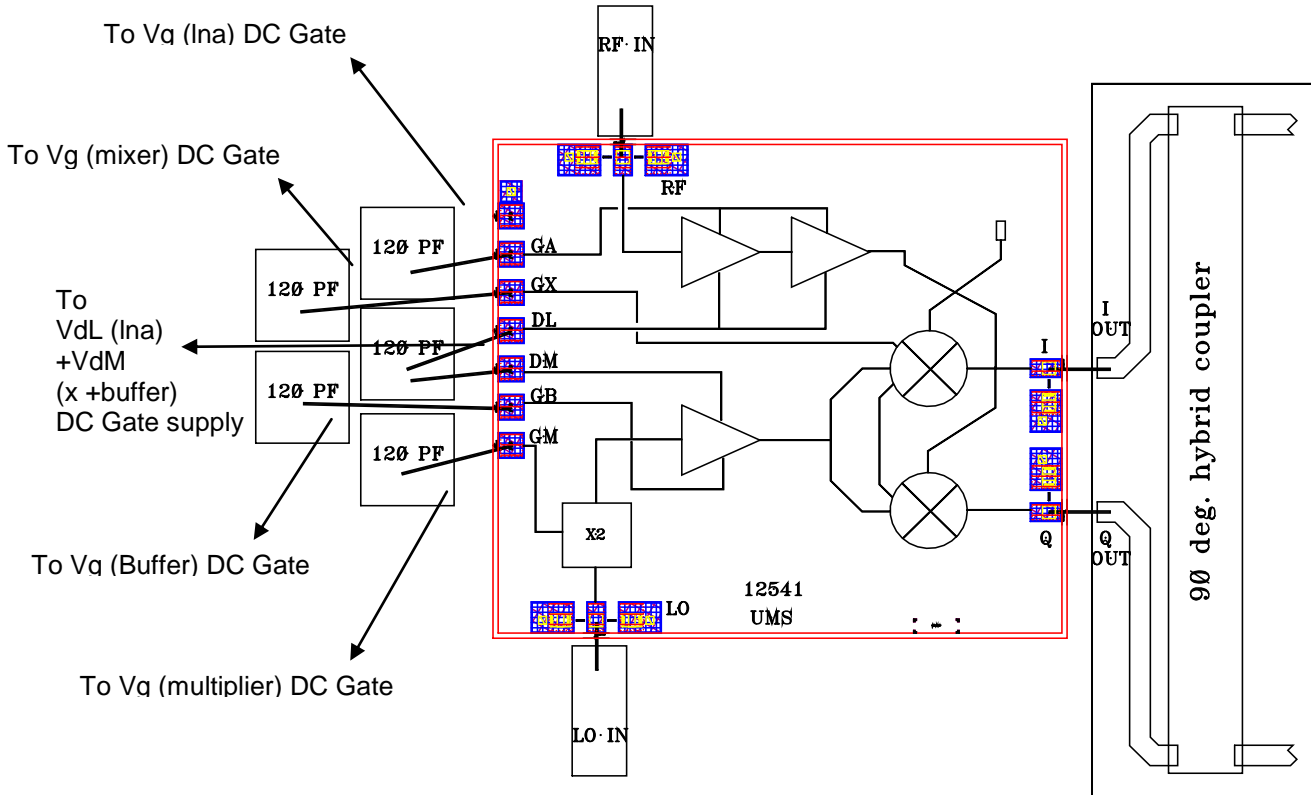 To Vg (lna) DC Gate
RF IN
To Vg (mixer) DC Gate
RF
120 PF
GA
120 PF
GX
To
VdL (lna)
+VdM
(x +buffer)
DC Gate supply
DL
120 PF
DM
120 PF
GB
120 PF
GM
I
I
OUT
Q
Q
OUT
90 deg. hybrid coupler
X2
To Vg (Buffer) DC Gate
12541
UMS
LO
To Vg (multiplier) DC Gate
LO IN